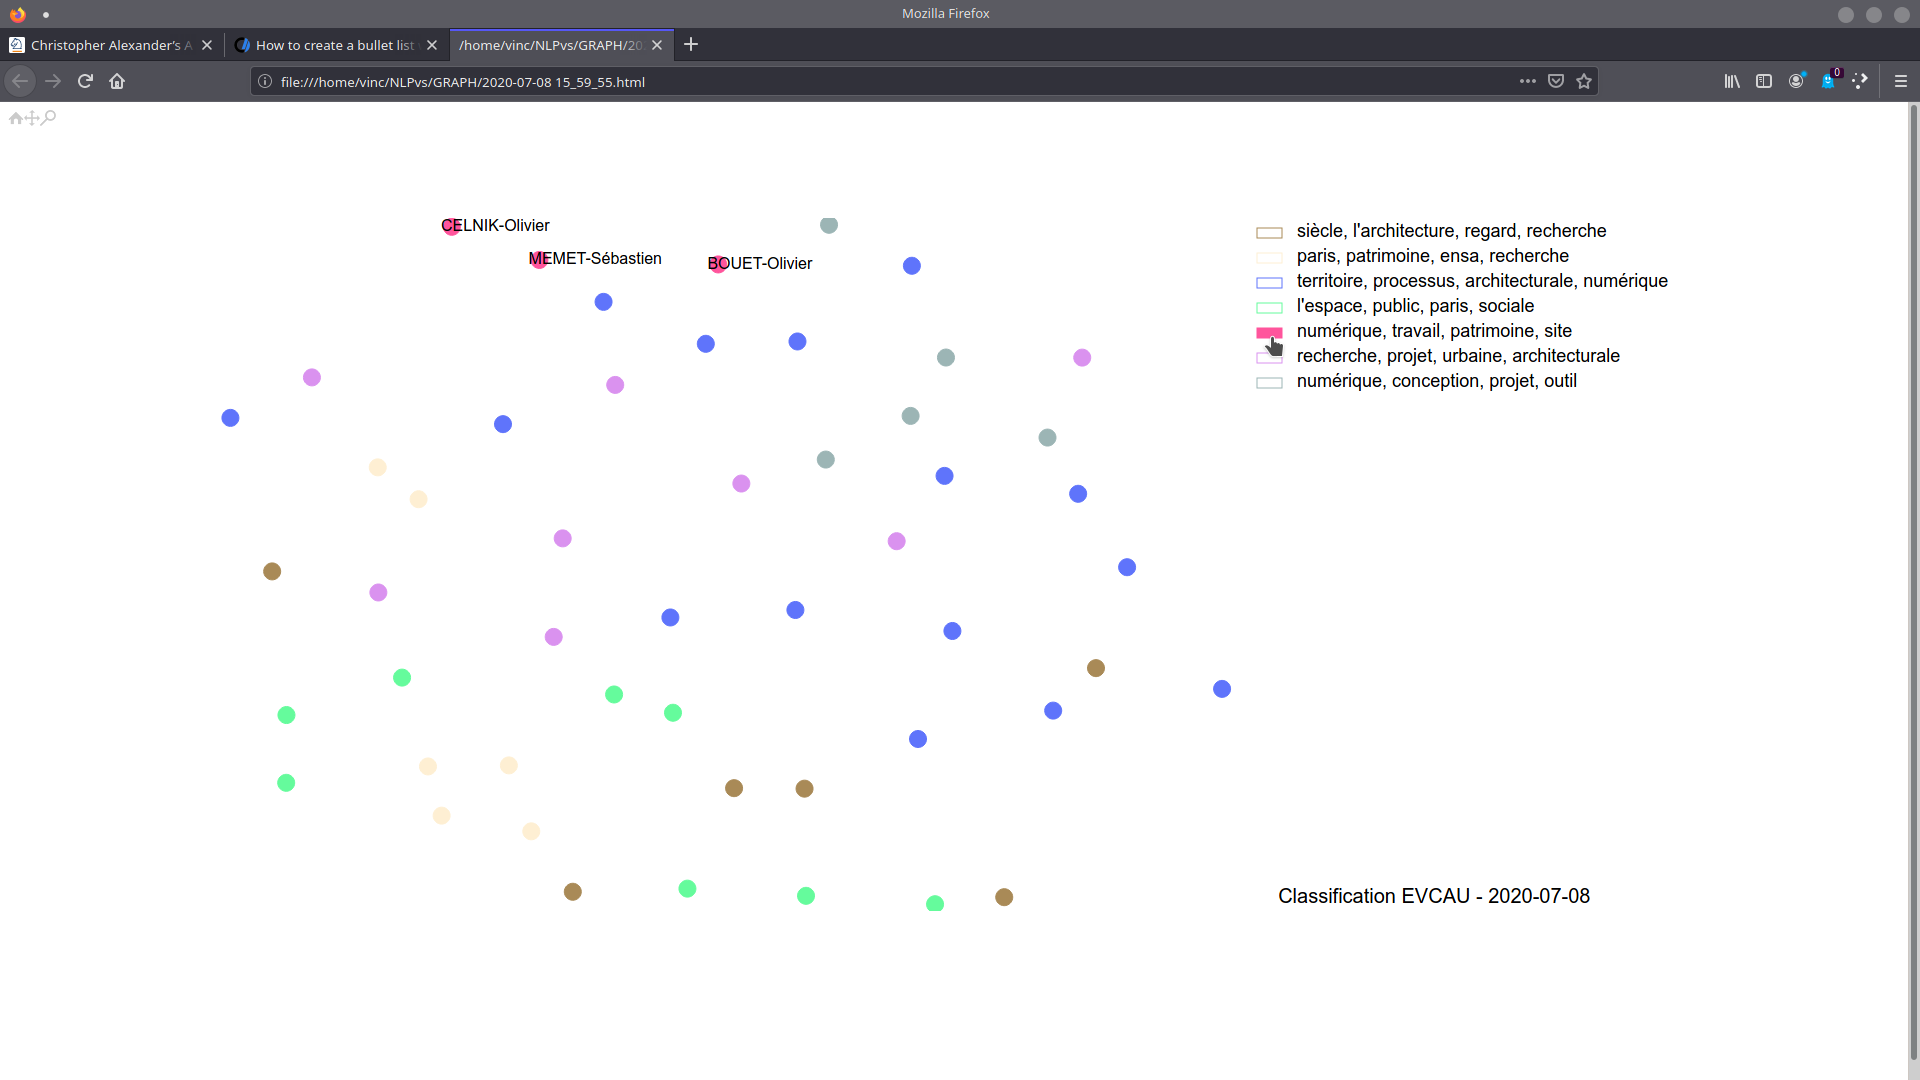 Mozilla Firefox
Christopher Alexander's A
How to create a bullet list
/home/vinc/NLPvs/GRAPH/20
file:///home/vinc/NLPvs/GRAPH/2020-07-08 15_59_55.html
0
CELNIK-Olivier
MEMET-Sébastien
BOUET-Olivier
siècle, l'architecture, regard, recherche
paris, patrimoine, ensa, recherche
territoire, processus, architecturale, numérique
l'espace, public, paris, sociale
numérique, travail, patrimoine, site
recherche, projet, urbaine, architecturale
numérique, conception, projet, outil
Classification EVCAU - 2020-07-08